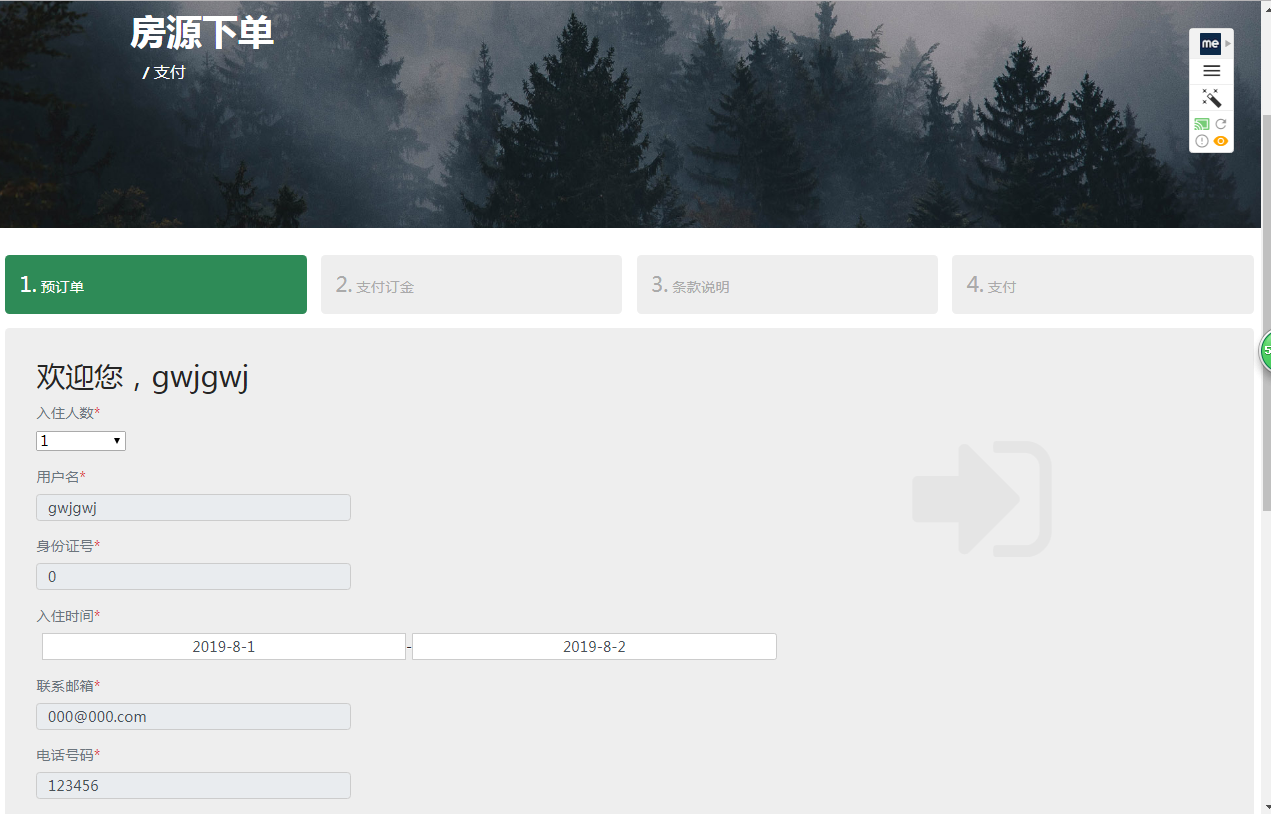 房源下单
/ 支付
me
1. 预订单
2. 支付订金
3. 条款说明
4. 支付
5
欢迎您，gwjgwj
入住人数*
1
用户名*
gwjgwj
身份证号*
0
入住时间*
2019-8-1 - 2019-8-2
联系邮箱*
000@000.com
电话号码*
123456